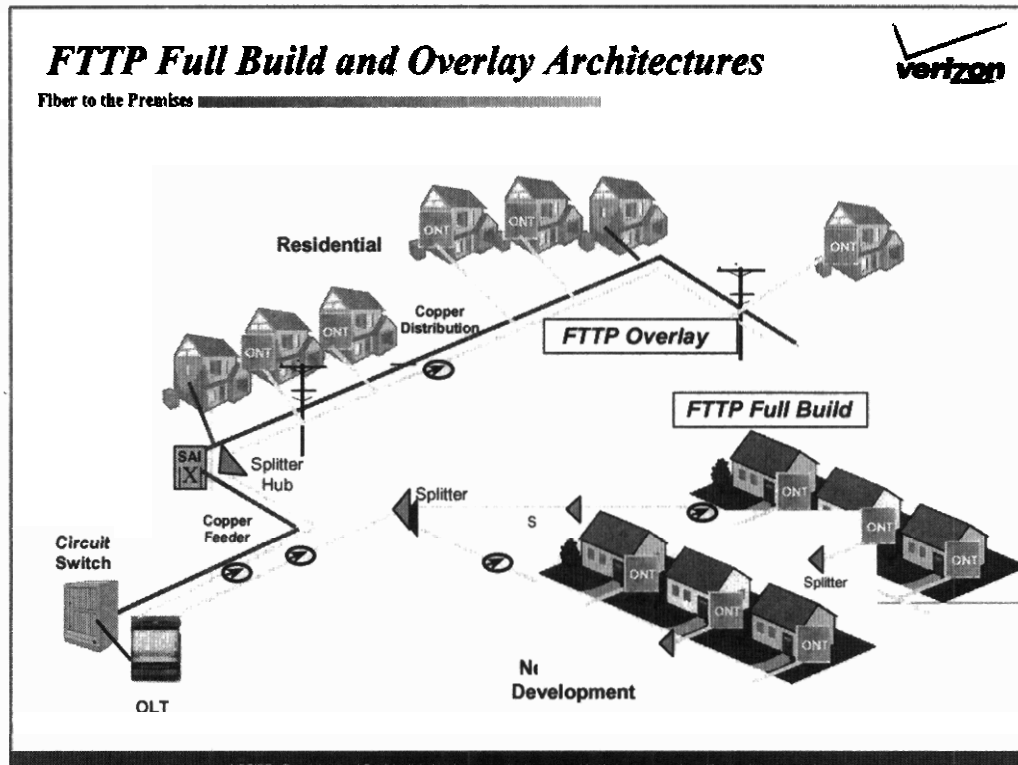 FTTP Full Build and Overlay Architectures
verizon
Fiber to the Premises
Residential
ONT
ONT
ONT
Copper
Distribution
FTTP Overlay
ONT
ONT
FTTP Full Build
SAI
X
Splitter
Hub
Splitter
Copper
Feeder
S
ONT
ONT
ONT
Splitter
ONT
ONT
ONT
Circuit
Switch
OLT
Development